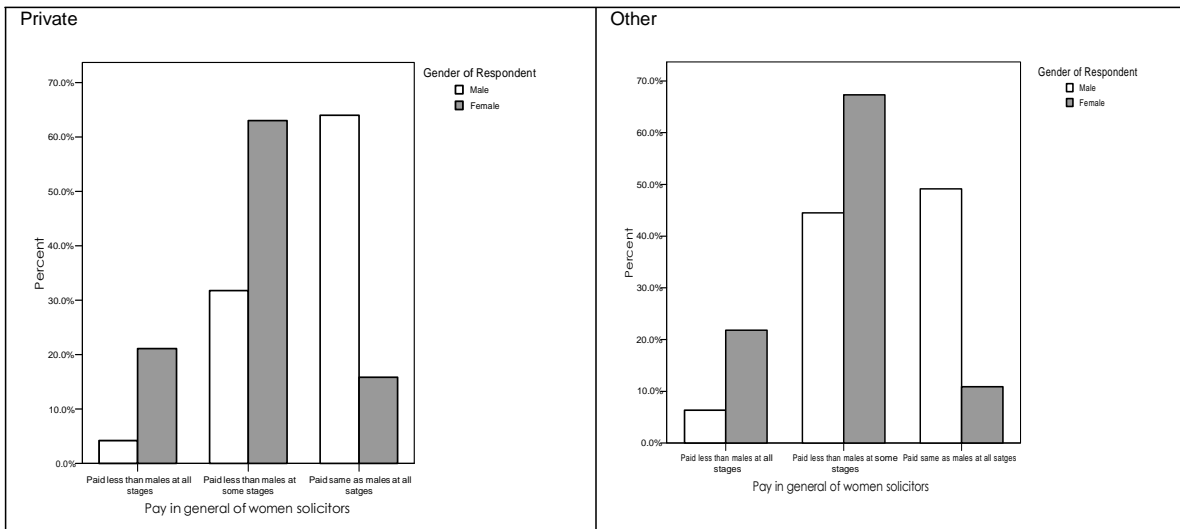 Private
Gender of Respondent
Male
Female
70.0%
60.0%
50.0%
40.0%
30.0%
20.0%
10.0%
0.0%
Percent
Paid less than males at all
stages
Paid less than males at
some stages
Paid same as males at all
satges
Pay in general of women solicitors
Other
Gender of Respondent
Male
Female
70.0%
60.0%
50.0%
40.0%
30.0%
20.0%
10.0%
0.0%
Percent
Paid less than males at all
stages
Paid less than males at some
stages
Paid same as males at all satges
Pay in general of women solicitors